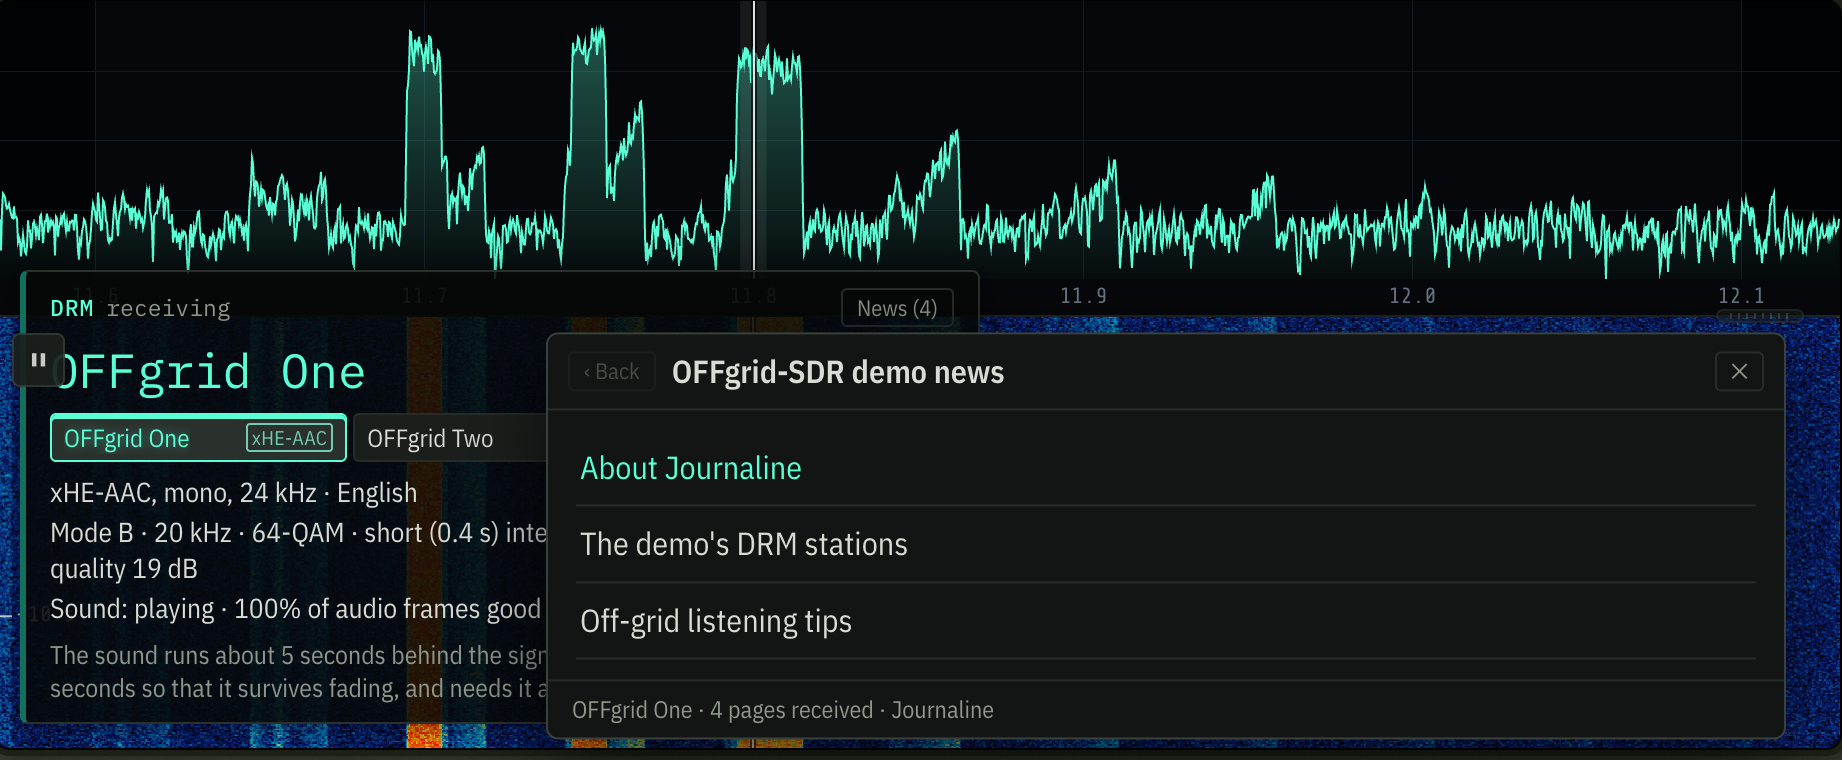 11.7
11.8
11.9
12.0
12.1
DRM receiving
News (4)
OFFgrid One
‹ Back
OFFgrid-SDR demo news
OFFgrid One
xHE-AAC
OFFgrid Two
xHE-AAC, mono, 24 kHz · English
Mode B · 20 kHz · 64-QAM · short (0.4 s) inte
quality 19 dB
Sound: playing · 100% of audio frames good
The sound runs about 5 seconds behind the sign
seconds so that it survives fading, and needs it a
About Journaline
The demo's DRM stations
Off-grid listening tips
OFFgrid One · 4 pages received · Journaline